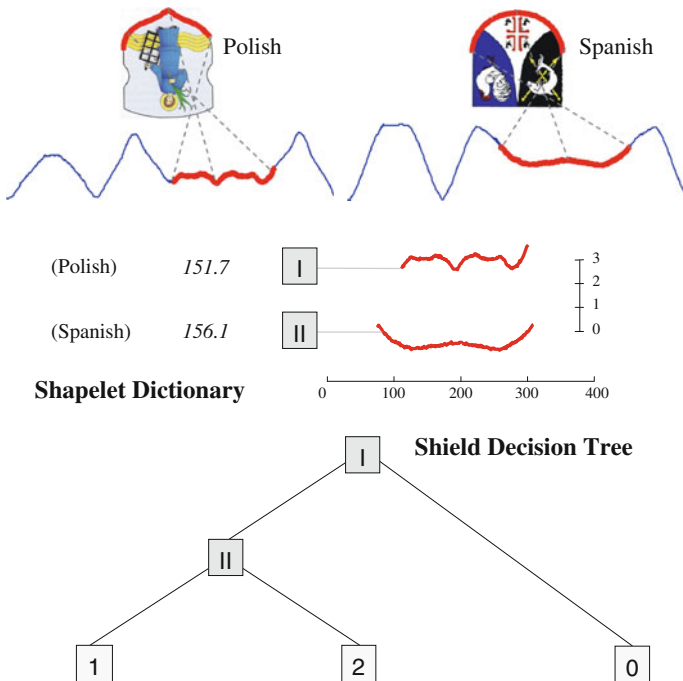 Polish
Spanish
(Polish) 151.7 I
3
2
1
0
(Spanish) 156.1 II
Shapelet Dictionary
0 100 200 300 400
Shield Decision Tree
I
II
1 2 0